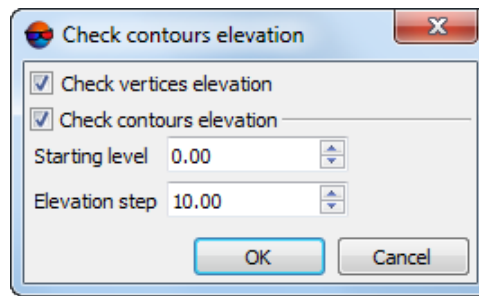 Check contours elevation
Check vertices elevation
Check contours elevation
Starting level 0.00
Elevation step 10.00
OK Cancel